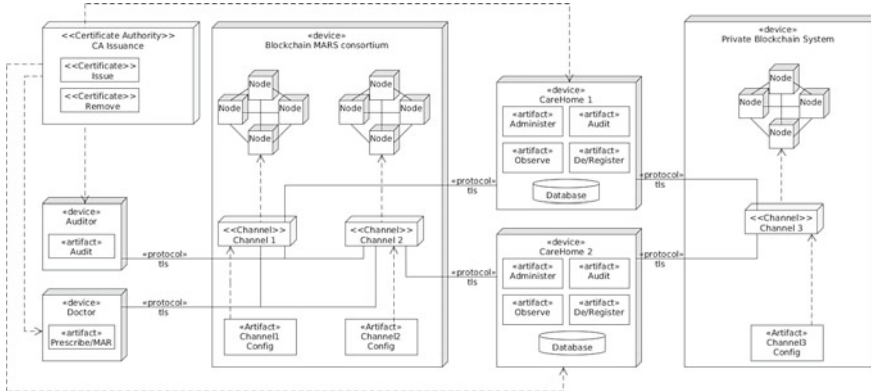 <<Certificate Authority>>
CA Issuance
<<Certificate>>
Issue
<<Certificate>>
Remove
«device»
Auditor
«artifact»
Audit
«device»
Doctor
«artifact»
Prescribe/MAR
«protocol»
tls
«protocol»
tls
«device»
Blockchain MARS consortium
Node
Node
Node
Node
Node
Node
Node
Node
<<Channel>>
Channel 1
<<Channel>>
Channel 2
«Artifact»
Channel1
Config
«Artifact»
Channel2
Config
«protocol»
tls
«protocol»
tls
«device»
CareHome 1
«artifact»
Administer
«artifact»
Audit
«artifact»
Observe
«artifact»
De/Register
Database
«device»
CareHome 2
«artifact»
Administer
«artifact»
Audit
«artifact»
Observe
«artifact»
De/Register
Database
«protocol»
tls
«protocol»
tls
«device»
Private Blockchain System
Node
Node
Node
Node
<<Channel>>
Channel 3
«Artifact»
Channel3
Config